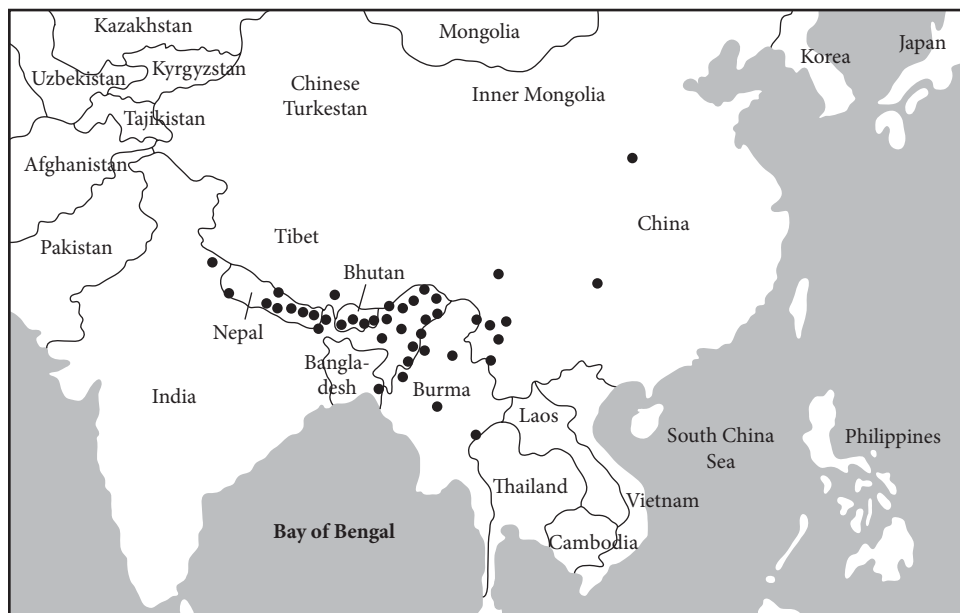 Kazakhstan
Mongolia
Japan
Korea
Uzbekistan
Kyrgyzstan
Chinese
Turkestan
Inner Mongolia
Tajikistan
Afghanistan
China
Pakistan
Tibet
Bhutan
Nepal
Bangla-
desh
India
Burma
Laos
South China
Sea
Philippines
Thailand
Vietnam
Bay of Bengal
Cambodia